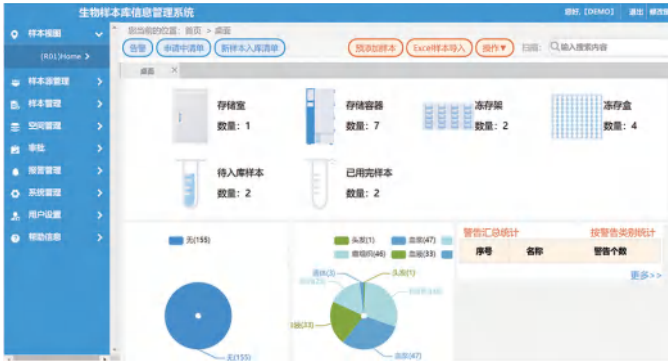 生物样本库信息管理系统
您好, [DEMO] 退出
样本视图
您当前的位置: 首页 > 桌面
告警 申请中清单 新样本入库清单 预添加样本 Excel样本导入 操作▼ 扫描: 输入搜索内容
(R01)Home >
桌面 ×
样本源管理 >
样本管理 >
空间管理 >
审批 >
报警管理 >
系统管理 >
用户设置 >
帮助信息 >
存储室
数量: 1
存储容器
数量: 7
冻存架
数量: 2
冻存盒
数量: 4
待入库样本
数量: 2
已用完样本
数量: 2
无(155)
头发(1) 血浆(47)
癌组织(46) 血细(33)
警告汇总统计 按警告类别统计
序号 名称 警告个数
更多>>
头发(1)
(33)
血浆(47)
无(155)